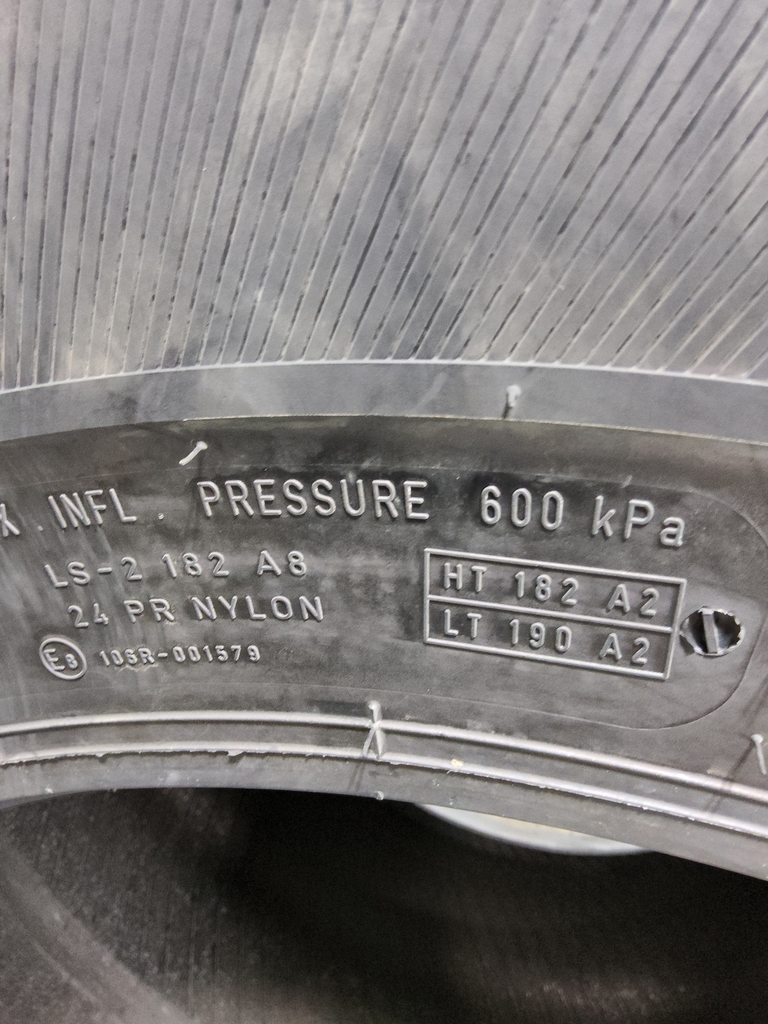 X. INFL. PRESSURE 600 kPa
LS-2 182 A8
24 PR NYLON
HT 182 A2
LT 190 A2
E3 106R-001579